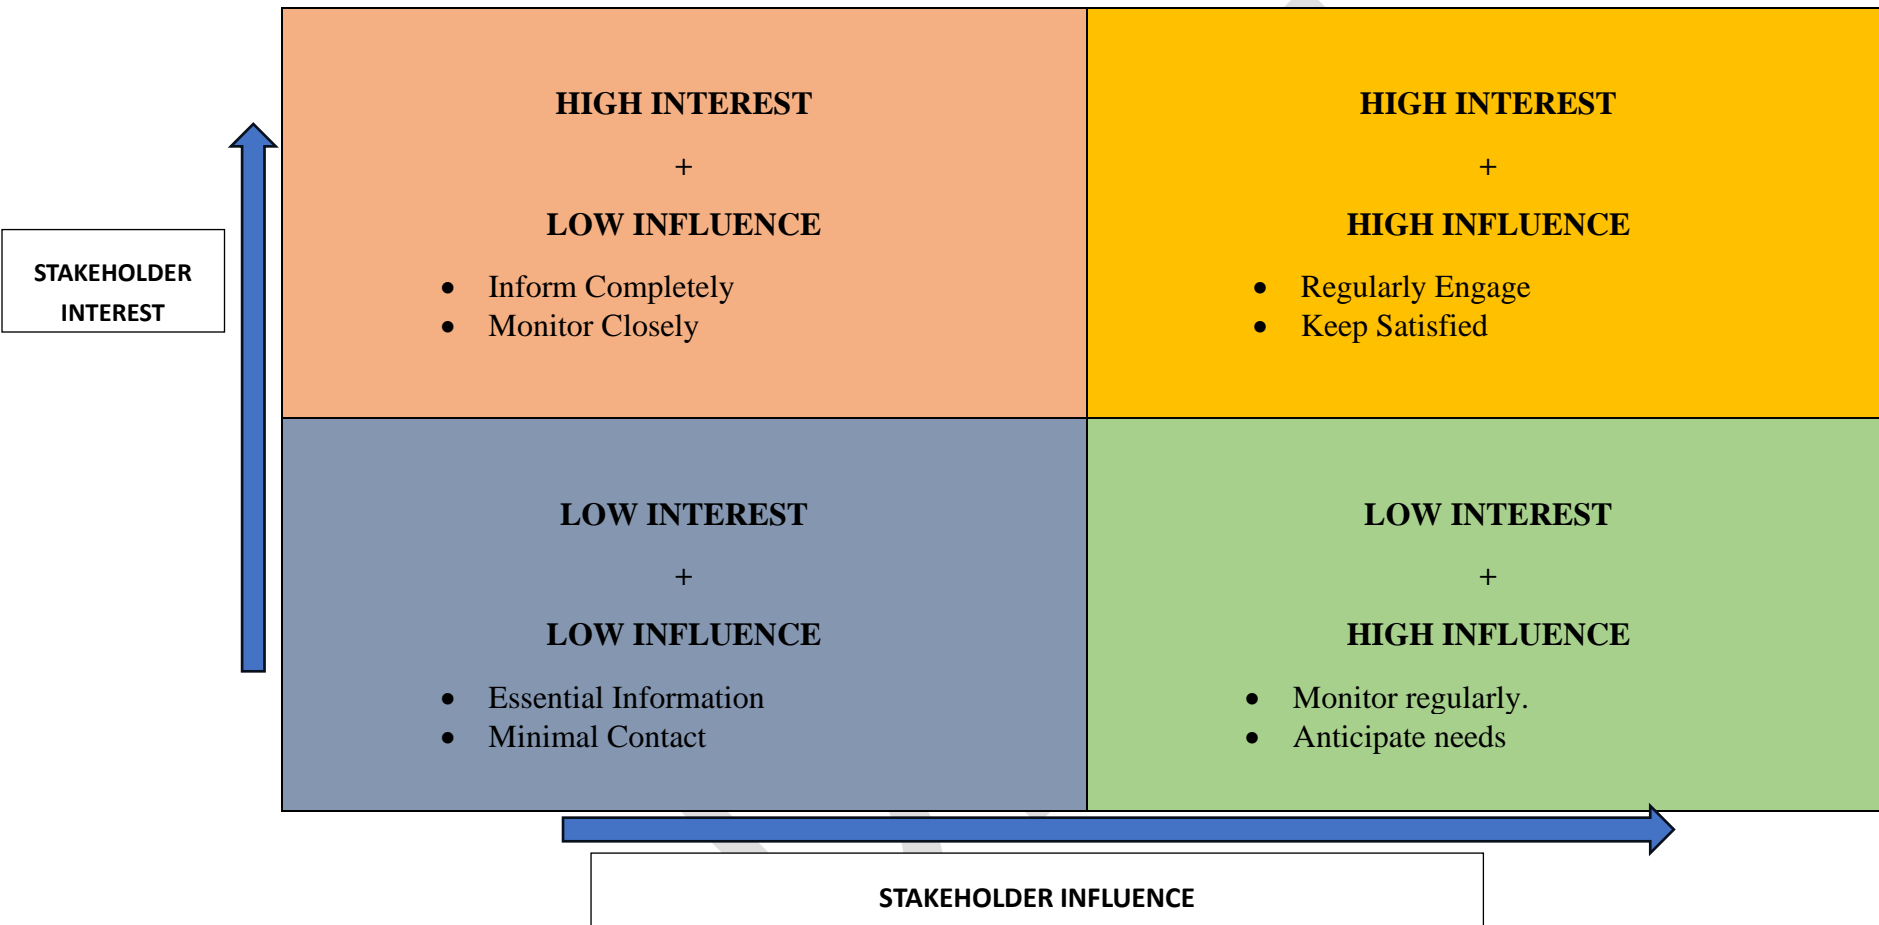 HIGH INTEREST
+
LOW INFLUENCE
• Inform Completely
• Monitor Closely
HIGH INTEREST
+
HIGH INFLUENCE
• Regularly Engage
• Keep Satisfied
STAKEHOLDER
INTEREST
LOW INTEREST
+
LOW INFLUENCE
• Essential Information
• Minimal Contact
LOW INTEREST
+
HIGH INFLUENCE
• Monitor regularly.
• Anticipate needs
STAKEHOLDER INFLUENCE